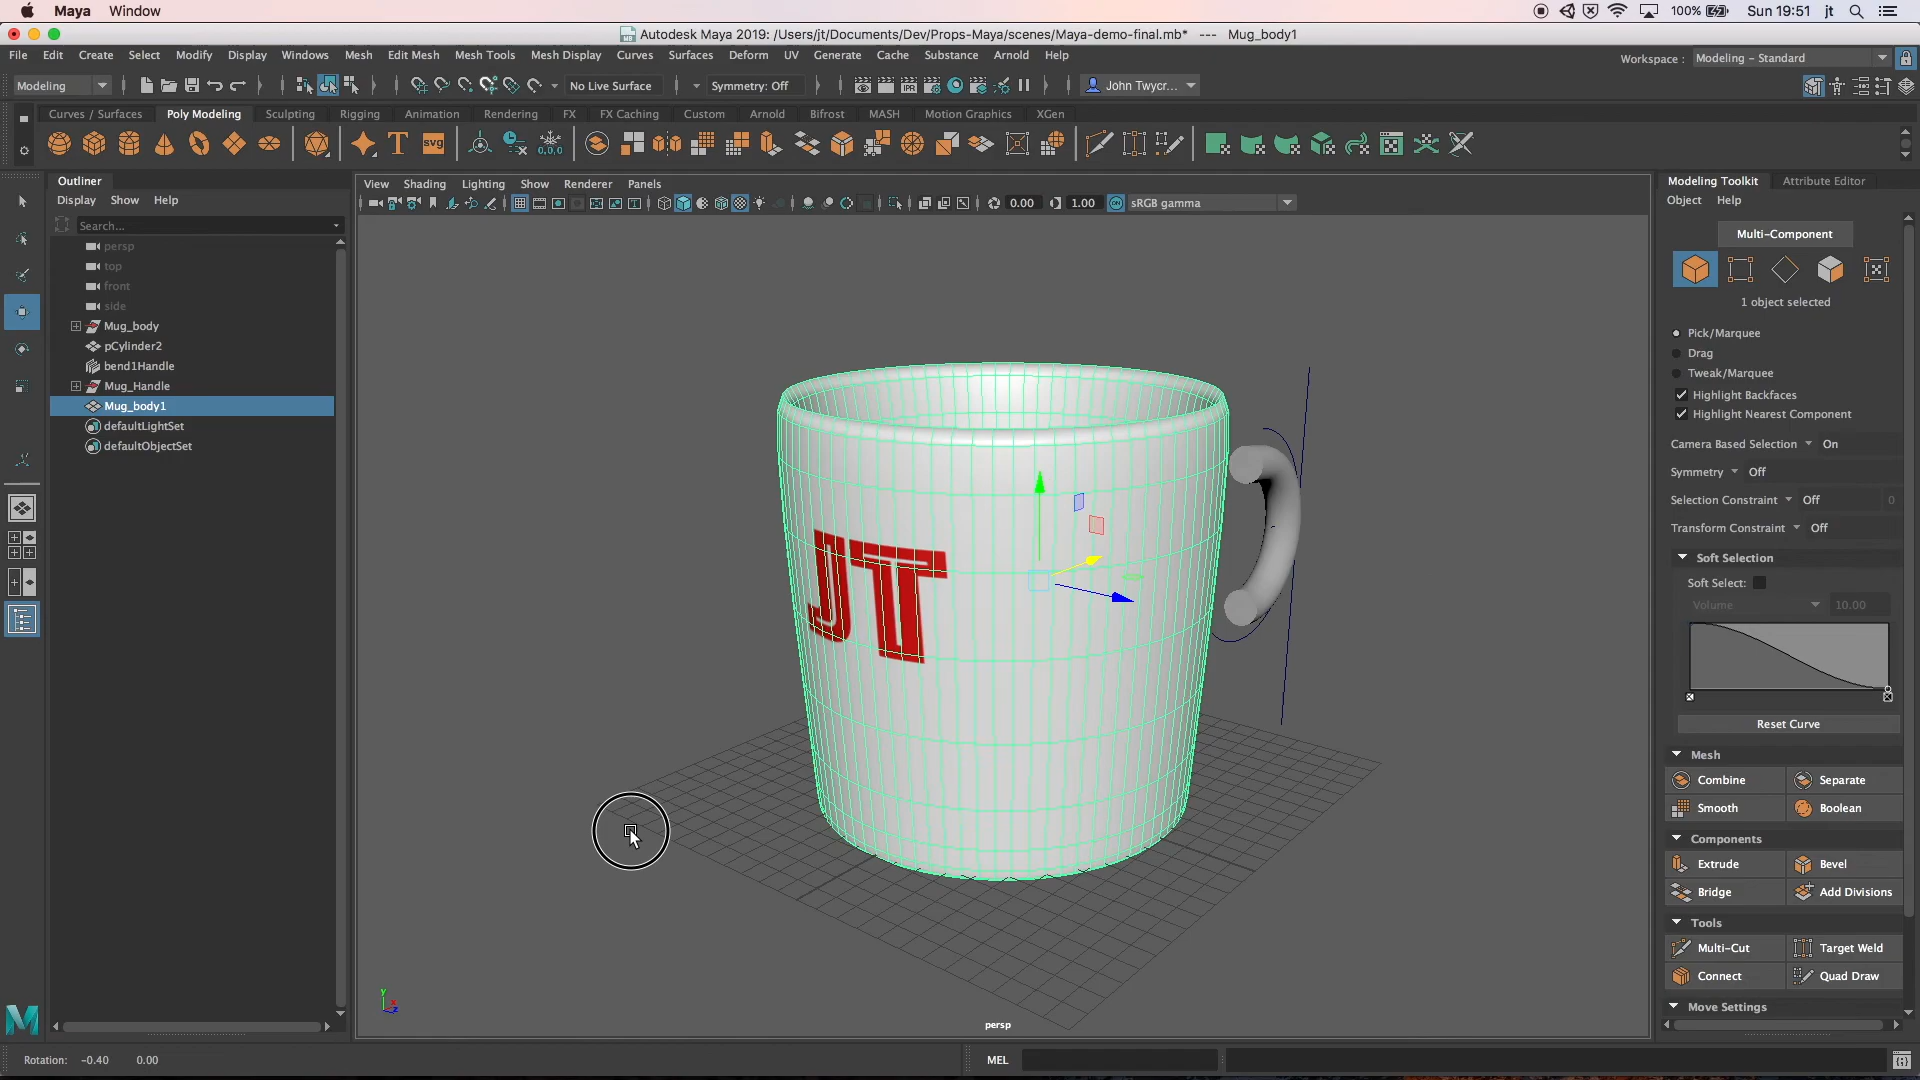 Maya Window 100% Sun 19:51 jt
Autodesk Maya 2019: /Users/jt/Documents/Dev/Props-Maya/scenes/Maya-demo-final.mb* --- Mug_body1
File Edit Create Select Modify Display Windows Mesh Edit Mesh Mesh Tools Mesh Display Curves Surfaces Deform UV Generate Cache Substance Arnold Help
Workspace : Modeling - Standard
Modeling No Live Surface Symmetry: Off John Twycr...
Curves / Surfaces Poly Modeling Sculpting Rigging Animation Rendering FX FX Caching Custom Arnold Bifrost MASH Motion Graphics XGen
T svg 0,0,0
Outliner
Display Show Help
Search...
persp
top
front
side
Mug_body
pCylinder2
bend1Handle
Mug_Handle
Mug_body1
defaultLightSet
defaultObjectSet
View Shading Lighting Show Renderer Panels
0.00 1.00 sRGB gamma
JT
y
x
z
persp
Modeling Toolkit Attribute Editor
Object Help
Multi-Component
1 object selected
Pick/Marquee
Drag
Tweak/Marquee
Highlight Backfaces
Highlight Nearest Component
Camera Based Selection On
Symmetry Off
Selection Constraint Off 0
Transform Constraint Off
Soft Selection
Soft Select:
Volume 10.00
Reset Curve
Mesh
Combine Separate
Smooth Boolean
Components
Extrude Bevel
Bridge Add Divisions
Tools
Multi-Cut Target Weld
Connect Quad Draw
Move Settings
Rotation: -0.40 0.00 MEL